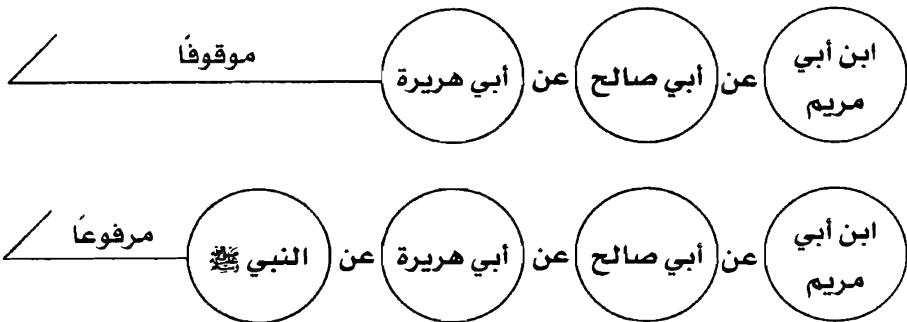 ابن أبي مريم عن أبي صالح عن أبي هريرة موقوفًا
ابن أبي مريم عن أبي صالح عن أبي هريرة عن النبي ﷺ مرفوعًا